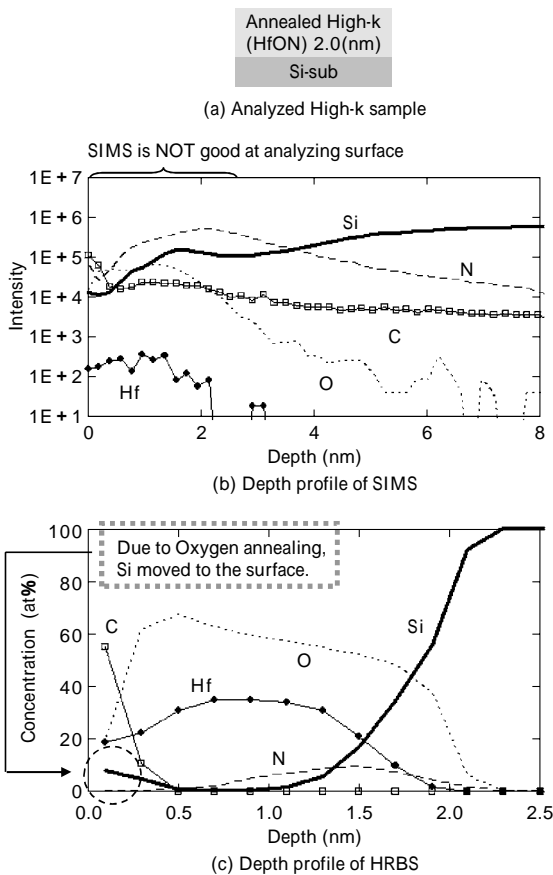 Annealed High-k
(HfON) 2.0(nm)
Si-sub
(a) Analyzed High-k sample
SIMS is NOT good at analyzing surface
1E+7
1E+6
1E+5
1E+4
1E+3
1E+2
1E+1
Intensity
Si
N
C
O
Hf
0
2
4
6
8
Depth (nm)
(b) Depth profile of SIMS
100
80
60
40
20
0
Concentration (at%)
Due to Oxygen annealing,
Si moved to the surface.
C
Si
O
Hf
N
0
0.5
1.0
1.5
2.0
2.5
Depth (nm)
(c) Depth profile of HRBS